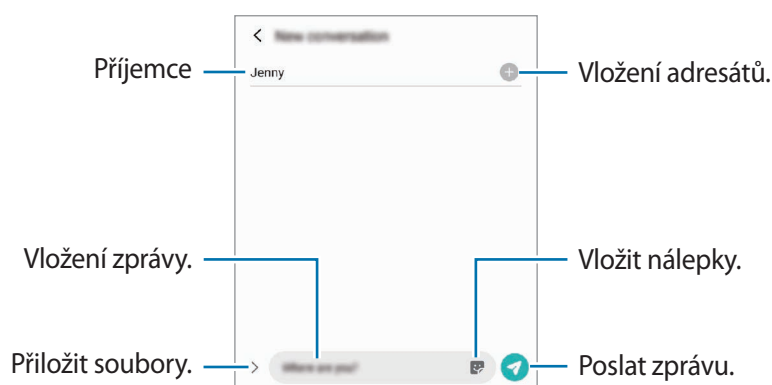 New conversation
Příjemce
Jenny
Vložení adresátů.
Vložení zprávy.
Vložit nálepky.
Přiložit soubory.
Where are you?
Poslat zprávu.